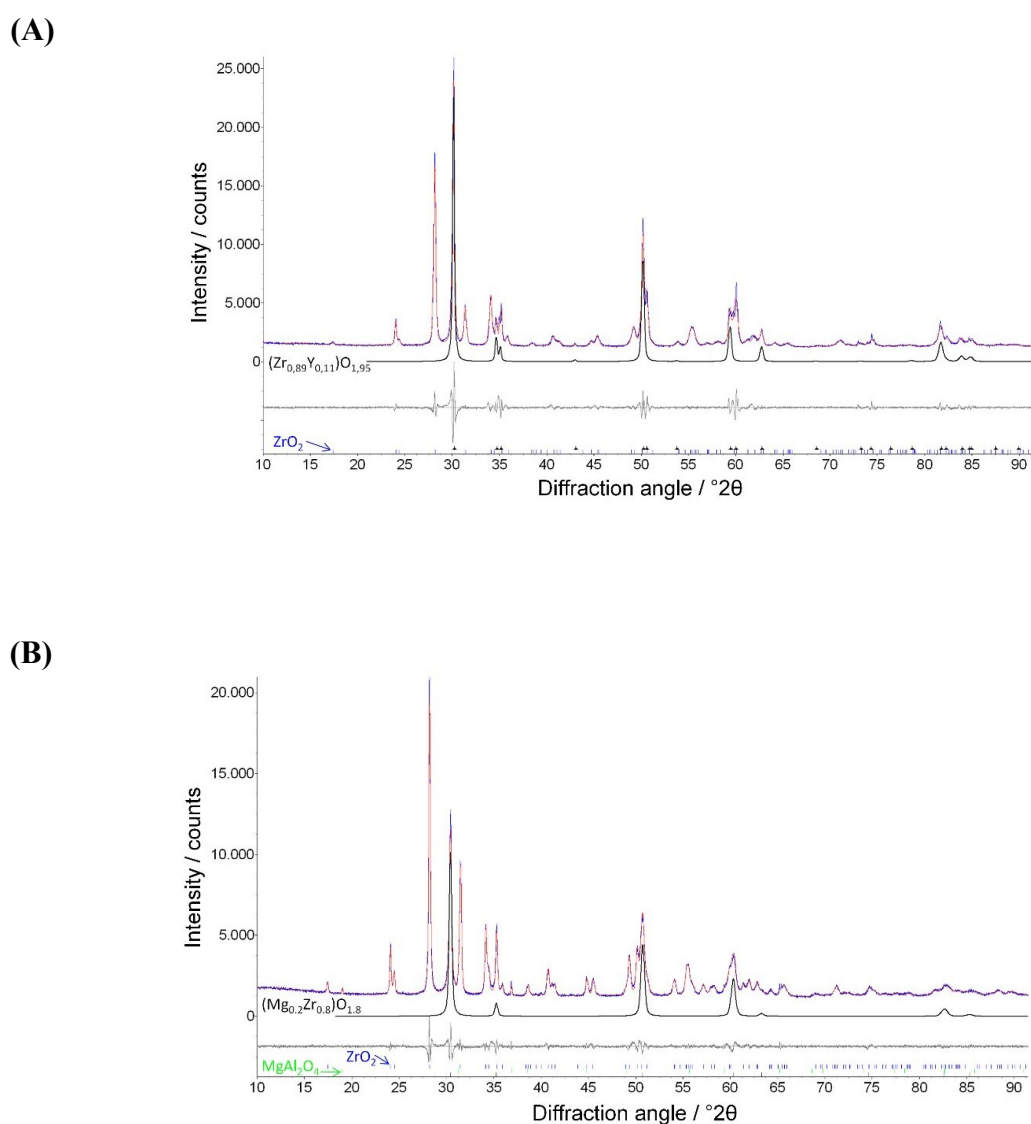 (A)
Intensity / counts
25.000
20.000
15.000
10.000
5.000
0
(Zr0,89Y0,11)O1,95
ZrO2
10 15 20 25 30 35 40 45 50 55 60 65 70 75 80 85 90
Diffraction angle / °2θ
(B)
Intensity / counts
20.000
15.000
10.000
5.000
0
(Mg0.2Zr0.8)O1.8
ZrO2
MgAl2O4
10 15 20 25 30 35 40 45 50 55 60 65 70 75 80 85 90
Diffraction angle / °2θ